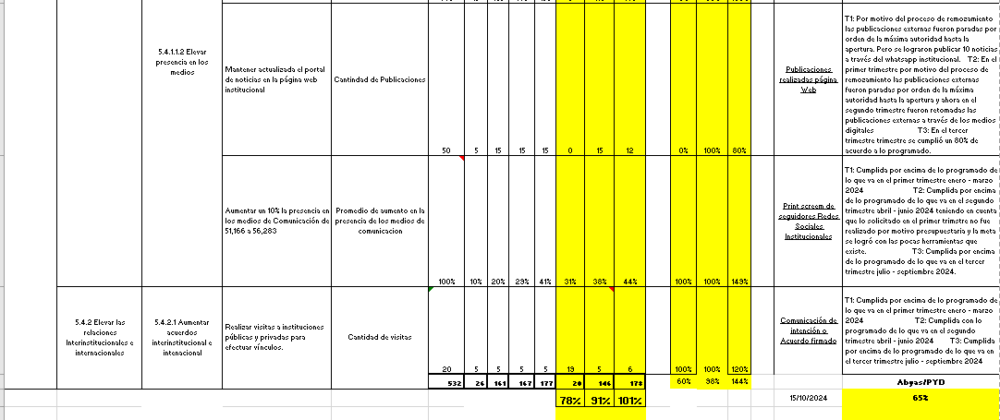 5.4.1.1.2 Elevar
presencia en los
medios
Mantener actualizada el portal
de noticias en la página web
institucional
Cantindad de Publicaciones
50 5 15 15 15 0 15 12 0% 100% 80%
Publicaciones
realizadas página
Web
T1: Por motivo del proceso de remozamiento
las publicaciones externas fueron paradas por
orden de la máxima autoridad hasta la
apertura. Pero se lograron publicar 10 noticias
a través del whatsapp institucional. T2: En el
primer trimestre por motivo del proceso de
remozamiento las publicaciones externas
fueron paradas por orden de la máxima
autoridad hasta la apertura y ahora en el
segundo trimestre fueron retomadas las
publicaciones externas a través de los medios
digitales T3: En el tercer
trimestre trimestre se cumplió un 80% de
acuerdo a lo programado.
Aumentar un 10% la presencia en
los medios de Comunicación de
51,166 a 56,283
Promedio de aumento en la
presencia de los medios de
comunicacion
100% 10% 20% 29% 41% 31% 38% 44% 100% 100% 149%
Print screem de
seguidores Redes
Sociales
Institucionales
T1: Cumplida por encima de lo programado de
lo que va en el primer trimestre enero - marzo
2024 T2: Cumplida por encima
de lo programado de lo que va en el segundo
trimestre abril - junio 2024 teniendo en cuenta
que lo solicitado en el primer trimestre no fue
realizado por motivo presupuestaria y la meta
se logró con las pocas herramientas que
existe. T3: Cumplida por encima
de lo programado de lo que va en el tercer
trimestre julio - septiembre 2024.
5.4.2 Elevar las
relaciones
Interinstitucionales e
internacionales
5.4.2.1 Aumentar
acuerdos
interinstitucional e
intenacional
Realizar visitas a instituciones
públicas y privadas para
efectuar vínculos.
Cantidad de visitas
20 5 5 5 5 19 5 6 100% 100% 120%
Comunicación de
intención o
Acuerdo firmado
T1: Cumplida por encima de lo programado de
lo que va en el primer trimestre enero - marzo
2024 T2: Cumplida con lo
programado de lo que va en el segundo
trimestre abril - junio 2024 T3: Cumplida
por encima de lo programado de lo que va en
el tercer trimestre julio - septiembre 2024
532 26 161 167 177 20 146 178 60% 98% 144% Abyas/PYD
78% 91% 101% 15/10/2024 65%